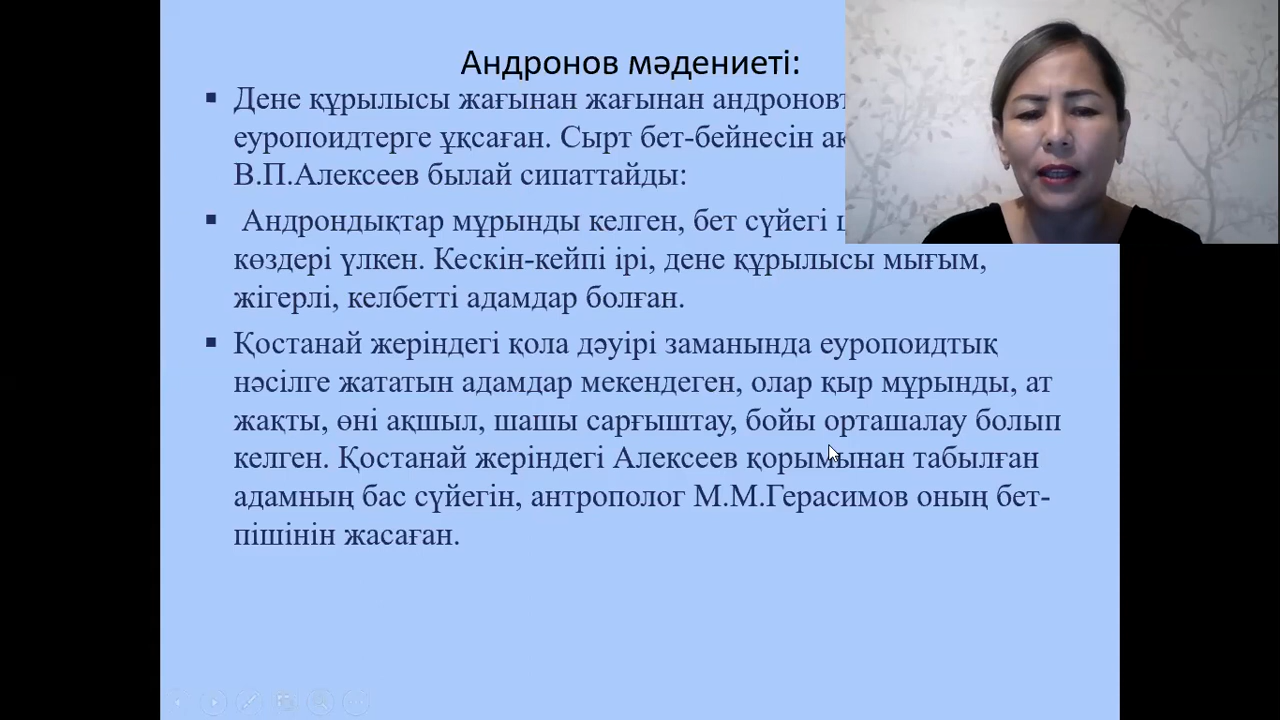 Андронов мәдениеті:
▪ Дене құрылысы жағынан жағынан
еуропоидтерге ұқсаған. Сырт бет-бейнесін
В.П.Алексеев былай сипаттайды:
▪ Андрондықтар мұрынды келген, бет сүйегі
көздері үлкен. Кескін-кейпі ірі, дене құрылысы мығым,
жігерлі, келбетті адамдар болған.
▪ Қостанай жеріндегі қола дәуірі заманында еуропоидтық
нәсілге жататын адамдар мекендеген, олар қыр мұрынды, ат
жақты, өні ақшыл, шашы сарғыштау, бойы орташалау болып
келген. Қостанай жеріндегі Алексеев қорымынан табылған
адамның бас сүйегін, антрополог М.М.Герасимов оның бет-
пішінін жасаған.